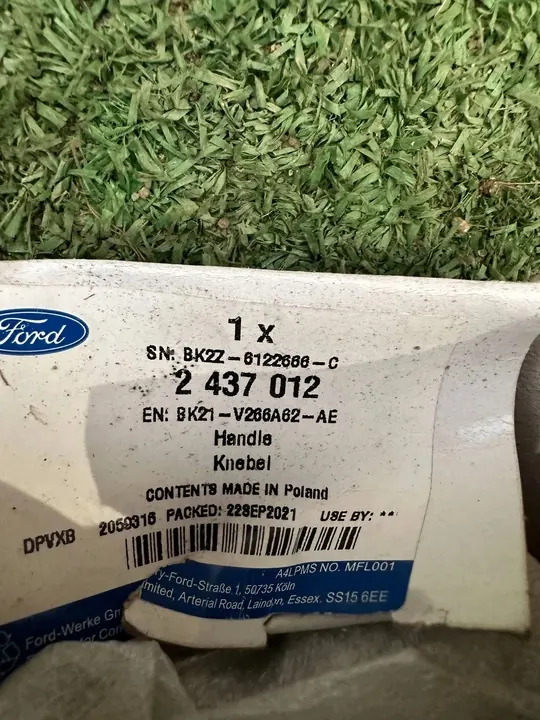 Ford
1 x
SN: BK2Z-6122666-C
2 437 012
EN: BK21-V266A62-AE
Handle
Knebel
CONTENTS MADE IN Poland
DPVXB 2059316 PACKED: 22SEP2021 USE BY: **
A4LPMS NO. MFL001
ry-Ford-Straße 1, 50735 Köln
imited, Arterial Road, Laindon, Essex. SS15 6EE
Ford-Werke Gm